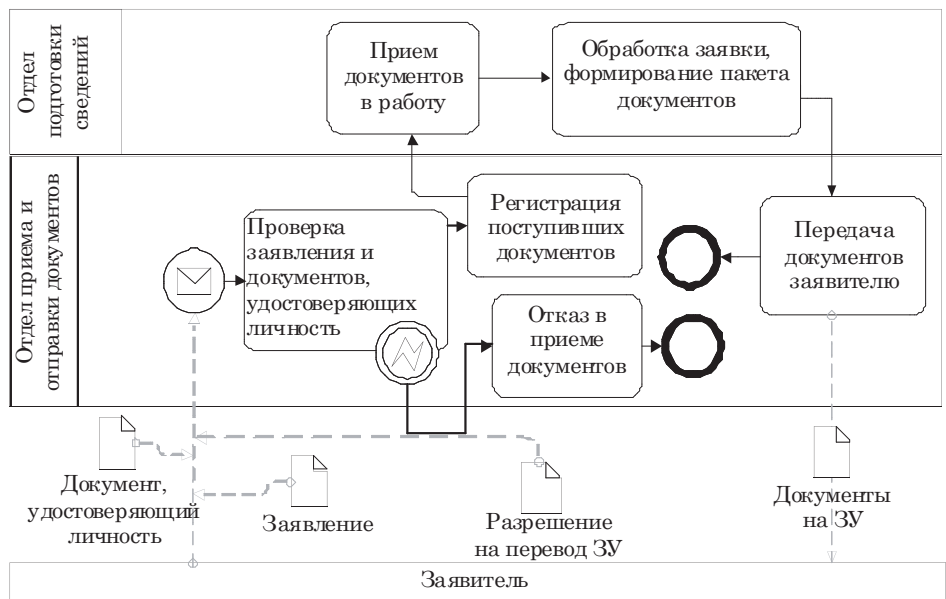 Отдел
подготовки
сведений
Прием
документов
в работу
Обработка заявки,
формирование пакета
документов
Отдел приема и
отправки документов
Проверка
заявления и
документов,
удостоверяющих
личность
Регистрация
поступивших
документов
Отказ в
приеме
документов
Передача
документов
заявителю
Документ,
удостоверяющий
личность
Заявление
Разрешение
на перевод ЗУ
Документы
на ЗУ
Заявитель